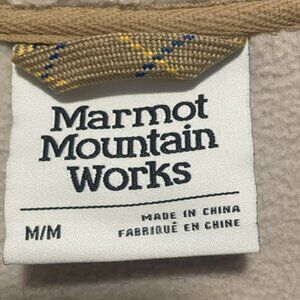 Marmot
Mountain
Works
M/M
MADE IN CHINA
FABRIQUÉ EN CHINE